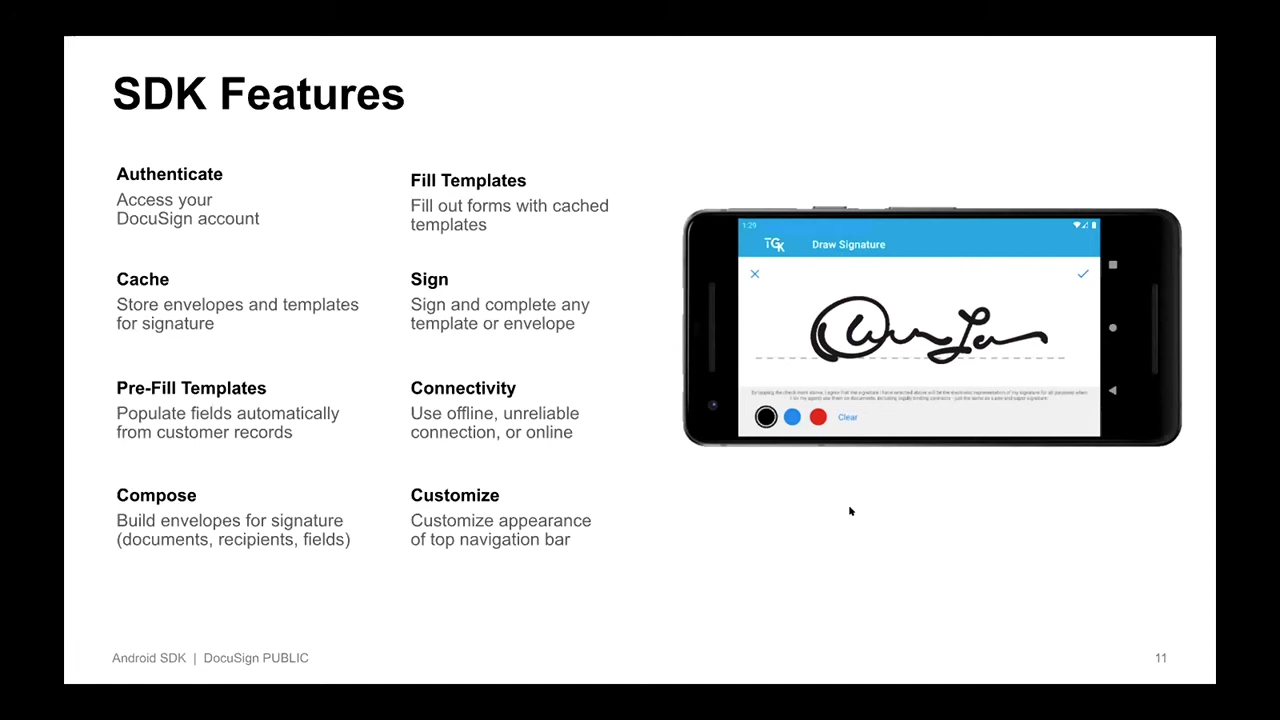 SDK Features
Authenticate
Access your
DocuSign account
Cache
Store envelopes and templates
for signature
Pre-Fill Templates
Populate fields automatically
from customer records
Compose
Build envelopes for signature
(documents, recipients, fields)
Fill Templates
Fill out forms with cached
templates
Sign
Sign and complete any
template or envelope
Connectivity
Use offline, unreliable
connection, or online
Customize
Customize appearance
of top navigation bar
1:29
TGK
Draw Signature
Clear
Android SDK | DocuSign PUBLIC
11